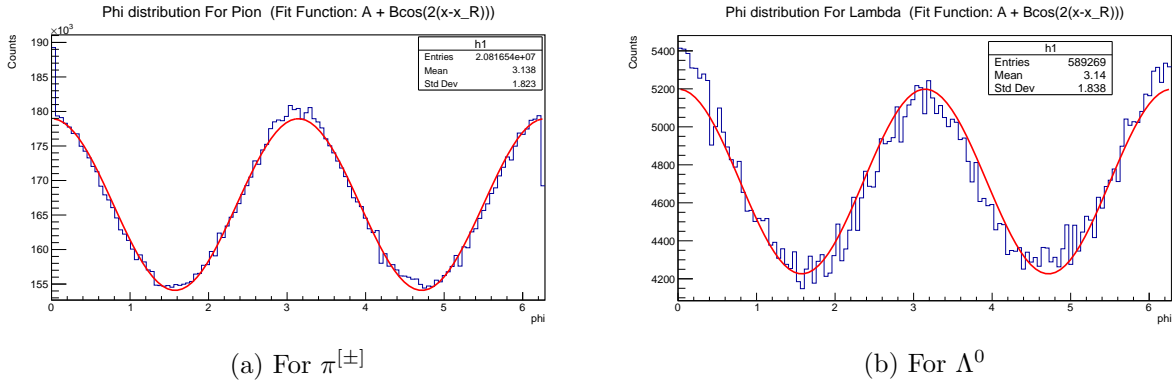 Phi distribution For Pion (Fit Function: A + Bcos(2(x-x_R)))
×10³
Counts
190
185
180
175
170
165
160
155
0 1 2 3 4 5 6
phi
h1
Entries 2.081654e+07
Mean 3.138
Std Dev 1.823
(a) For π[±]
Phi distribution For Lambda (Fit Function: A + Bcos(2(x-x_R)))
Counts
5400
5200
5000
4800
4600
4400
4200
0 1 2 3 4 5 6
phi
h1
Entries 589269
Mean 3.14
Std Dev 1.838
(b) For Λ⁰